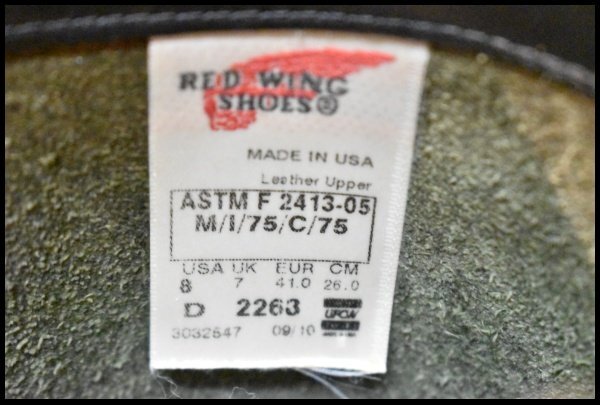 RED WING
SHOES®
MADE IN USA
Leather Upper
ASTM F 2413-05
M/I/75/C/75
USA UK EUR CM
8 7 41.0 26.0
D 2263 UFCW
3032547 09/10